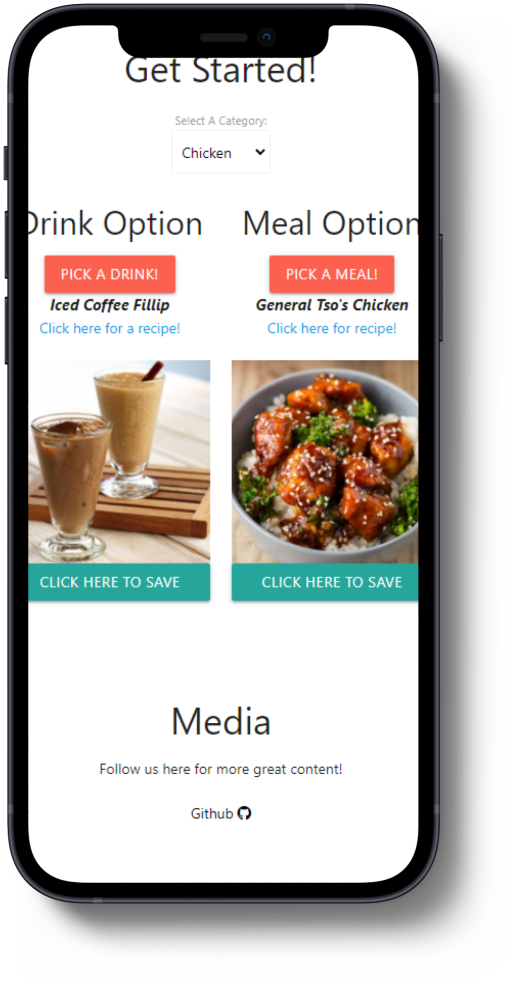 Get Started!
Select A Category:
Chicken
Drink Option
Meal Option
PICK A DRINK!
PICK A MEAL!
Iced Coffee Fillip
General Tso's Chicken
Click here for a recipe!
Click here for recipe!
CLICK HERE TO SAVE
CLICK HERE TO SAVE
Media
Follow us here for more great content!
Github